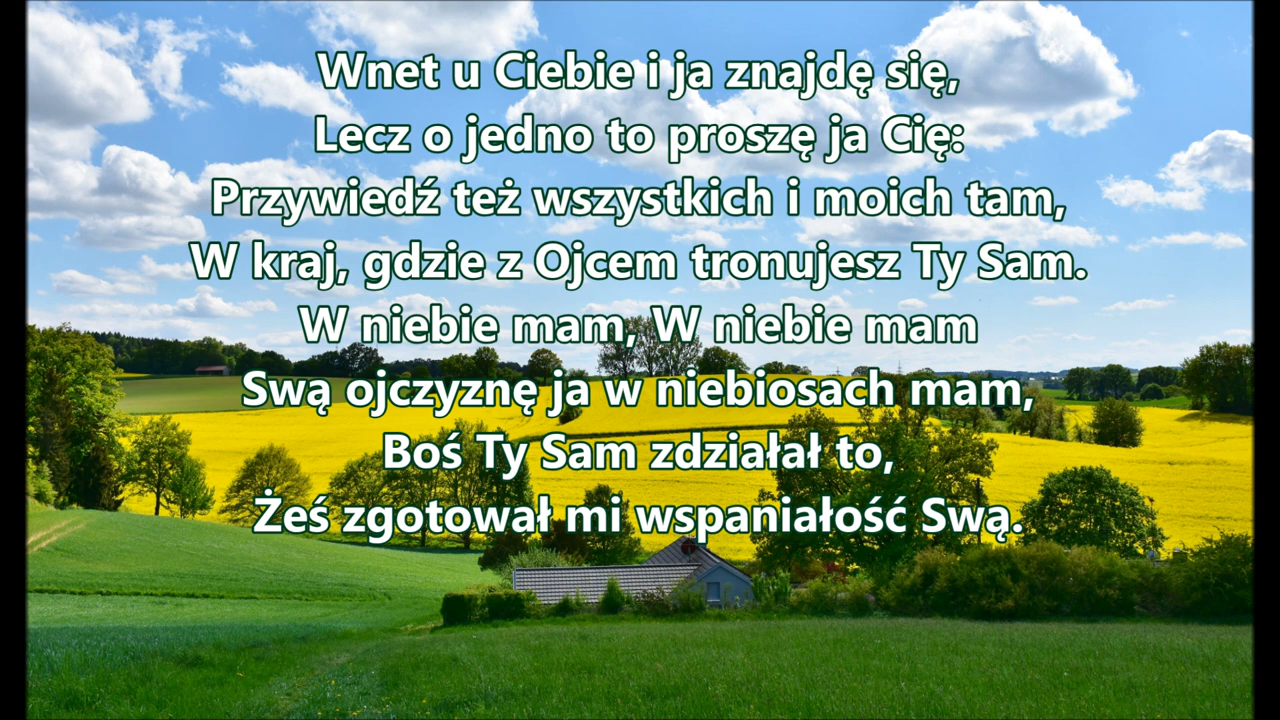 Wnet u Ciebie i ja znajdę się,
Lecz o jedno to proszę ja Cię:
Przywiedź też wszystkich i moich tam,
W kraj, gdzie z Ojcem tronujesz Ty Sam.
W niebie mam, W niebie mam
Swą ojczyznę ja w niebiosach mam,
Boś Ty Sam zdziałał to,
Żeś zgotował mi wspaniałość Swą.